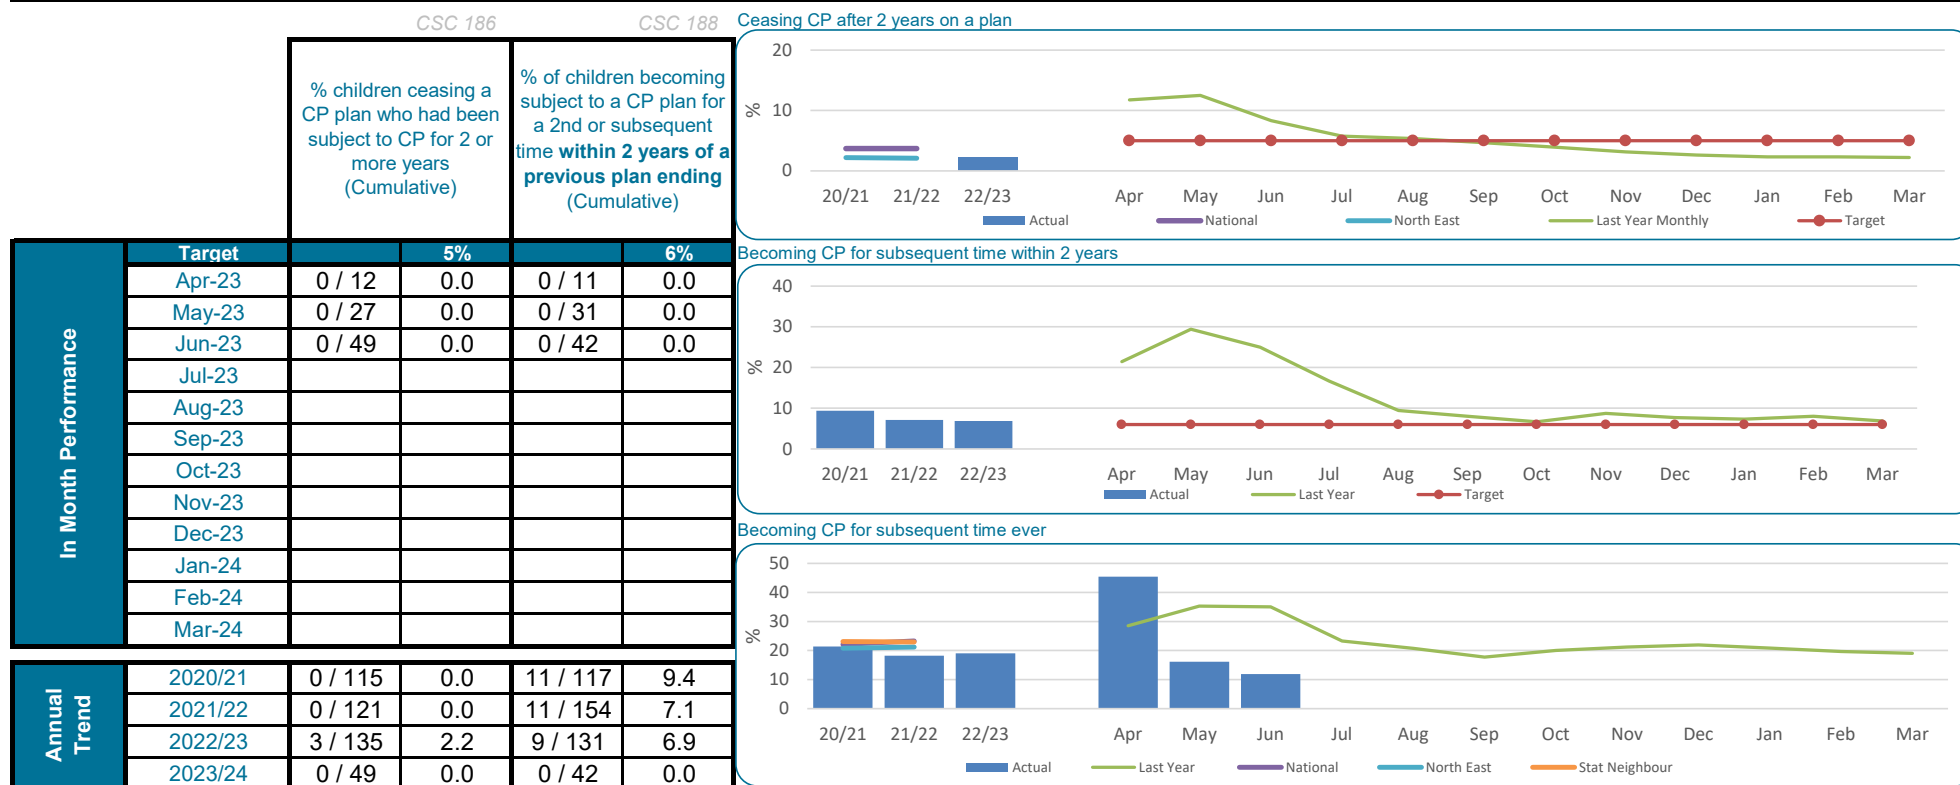 CSC 186
CSC 188
% children ceasing a
CP plan who had been
subject to CP for 2 or
more years
(Cumulative)
% of children becoming
subject to a CP plan for
a 2nd or subsequent
time within 2 years of a
previous plan ending
(Cumulative)
Target 5% 6%
In Month Performance
Apr-23 0 / 12 0.0 0 / 11 0.0
May-23 0 / 27 0.0 0 / 31 0.0
Jun-23 0 / 49 0.0 0 / 42 0.0
Jul-23
Aug-23
Sep-23
Oct-23
Nov-23
Dec-23
Jan-24
Feb-24
Mar-24
Annual
Trend
2020/21 0 / 115 0.0 11 / 117 9.4
2021/22 0 / 121 0.0 11 / 154 7.1
2022/23 3 / 135 2.2 9 / 131 6.9
2023/24 0 / 49 0.0 0 / 42 0.0
Ceasing CP after 2 years on a plan
20
10
0
%
20/21 21/22 22/23 Apr May Jun Jul Aug Sep Oct Nov Dec Jan Feb Mar
Actual National North East Last Year Monthly Target
Becoming CP for subsequent time within 2 years
40
30
20
10
0
%
20/21 21/22 22/23 Apr May Jun Jul Aug Sep Oct Nov Dec Jan Feb Mar
Actual Last Year Target
Becoming CP for subsequent time ever
50
40
30
20
10
0
%
20/21 21/22 22/23 Apr May Jun Jul Aug Sep Oct Nov Dec Jan Feb Mar
Actual Last Year National North East Stat Neighbour